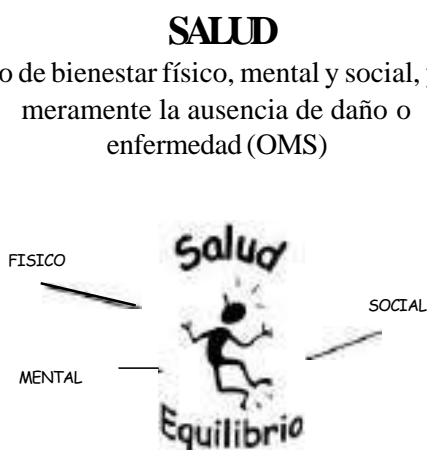 SALUD
o de bienestar físico, mental y social,
meramente la ausencia de daño o
enfermedad (OMS)
Salud
FISICO
SOCIAL
MENTAL
Equilibrio